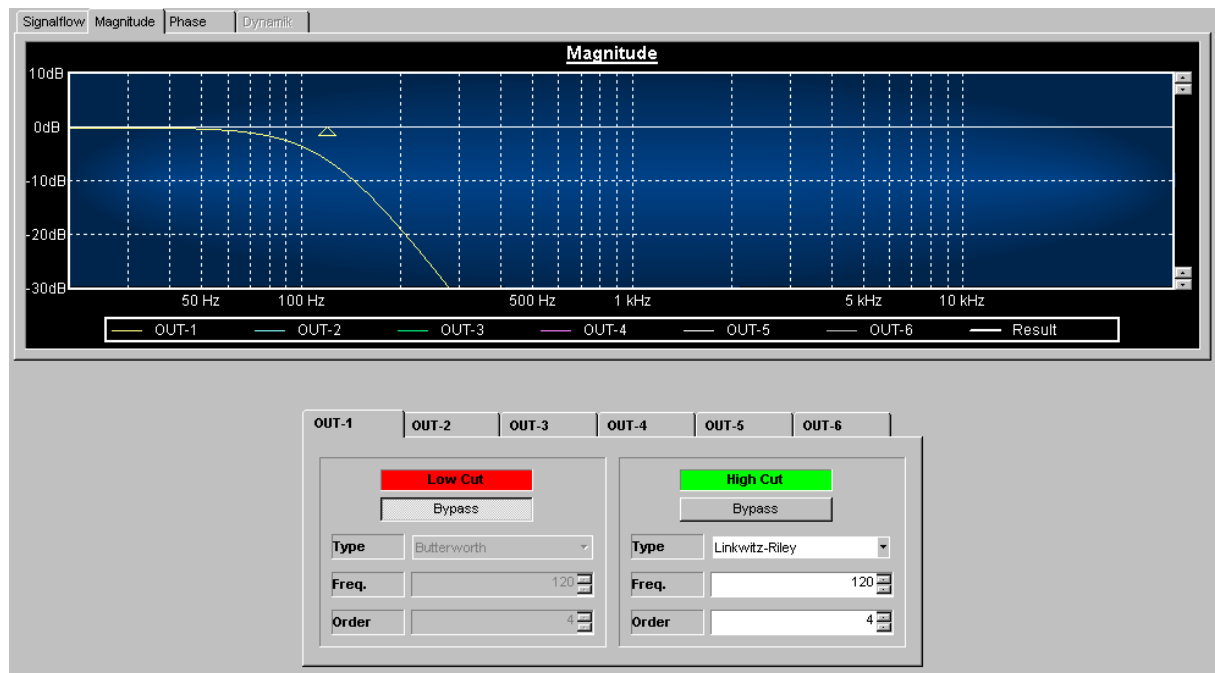 Signalflow Magnitude Phase Dynamik
Magnitude
10dB
0dB
-10dB
-20dB
-30dB
50 Hz 100 Hz 500 Hz 1 kHz 5 kHz 10 kHz
OUT-1 OUT-2 OUT-3 OUT-4 OUT-5 OUT-6 Result
OUT-1 OUT-2 OUT-3 OUT-4 OUT-5 OUT-6
Low Cut High Cut
Bypass Bypass
Type Butterworth Type Linkwitz-Riley
Freq. 120 Freq. 120
Order 4 Order 4